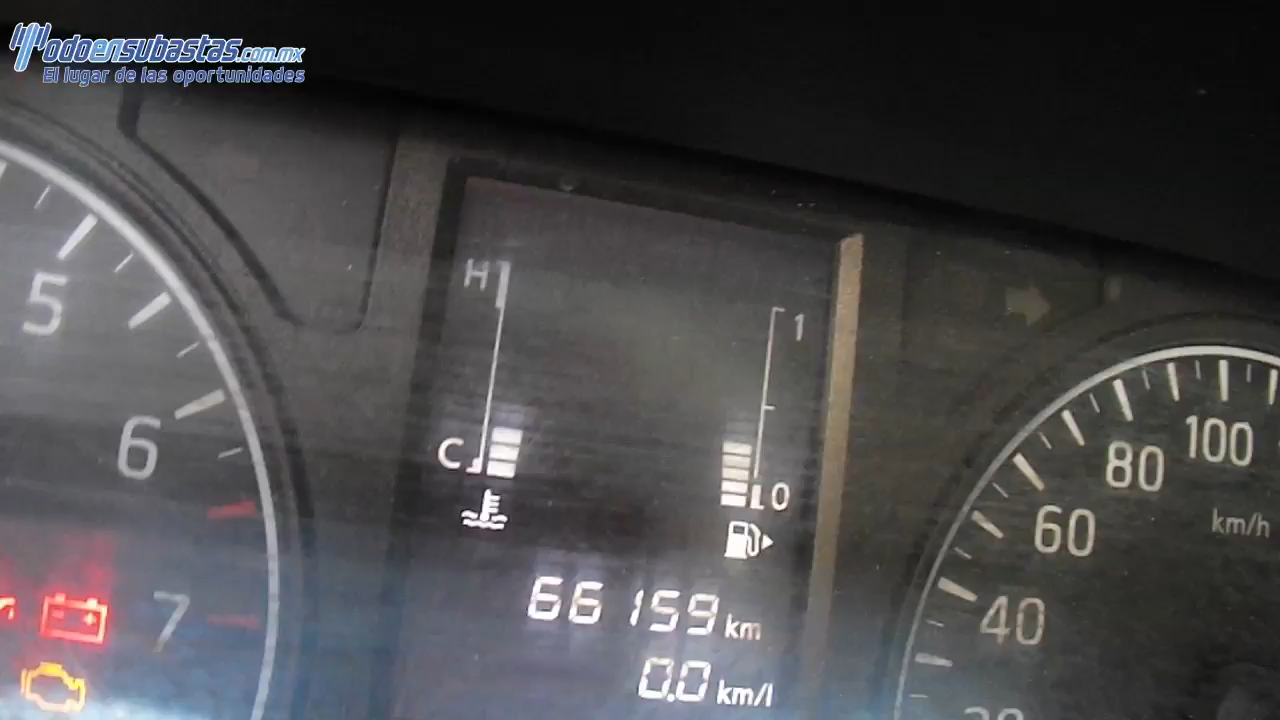 Todoensubastas.com.mx
El lugar de las oportunidades
5
6
7
H
C
1
0
66159 km
0.0 km/l
100
80
60
40
km/h